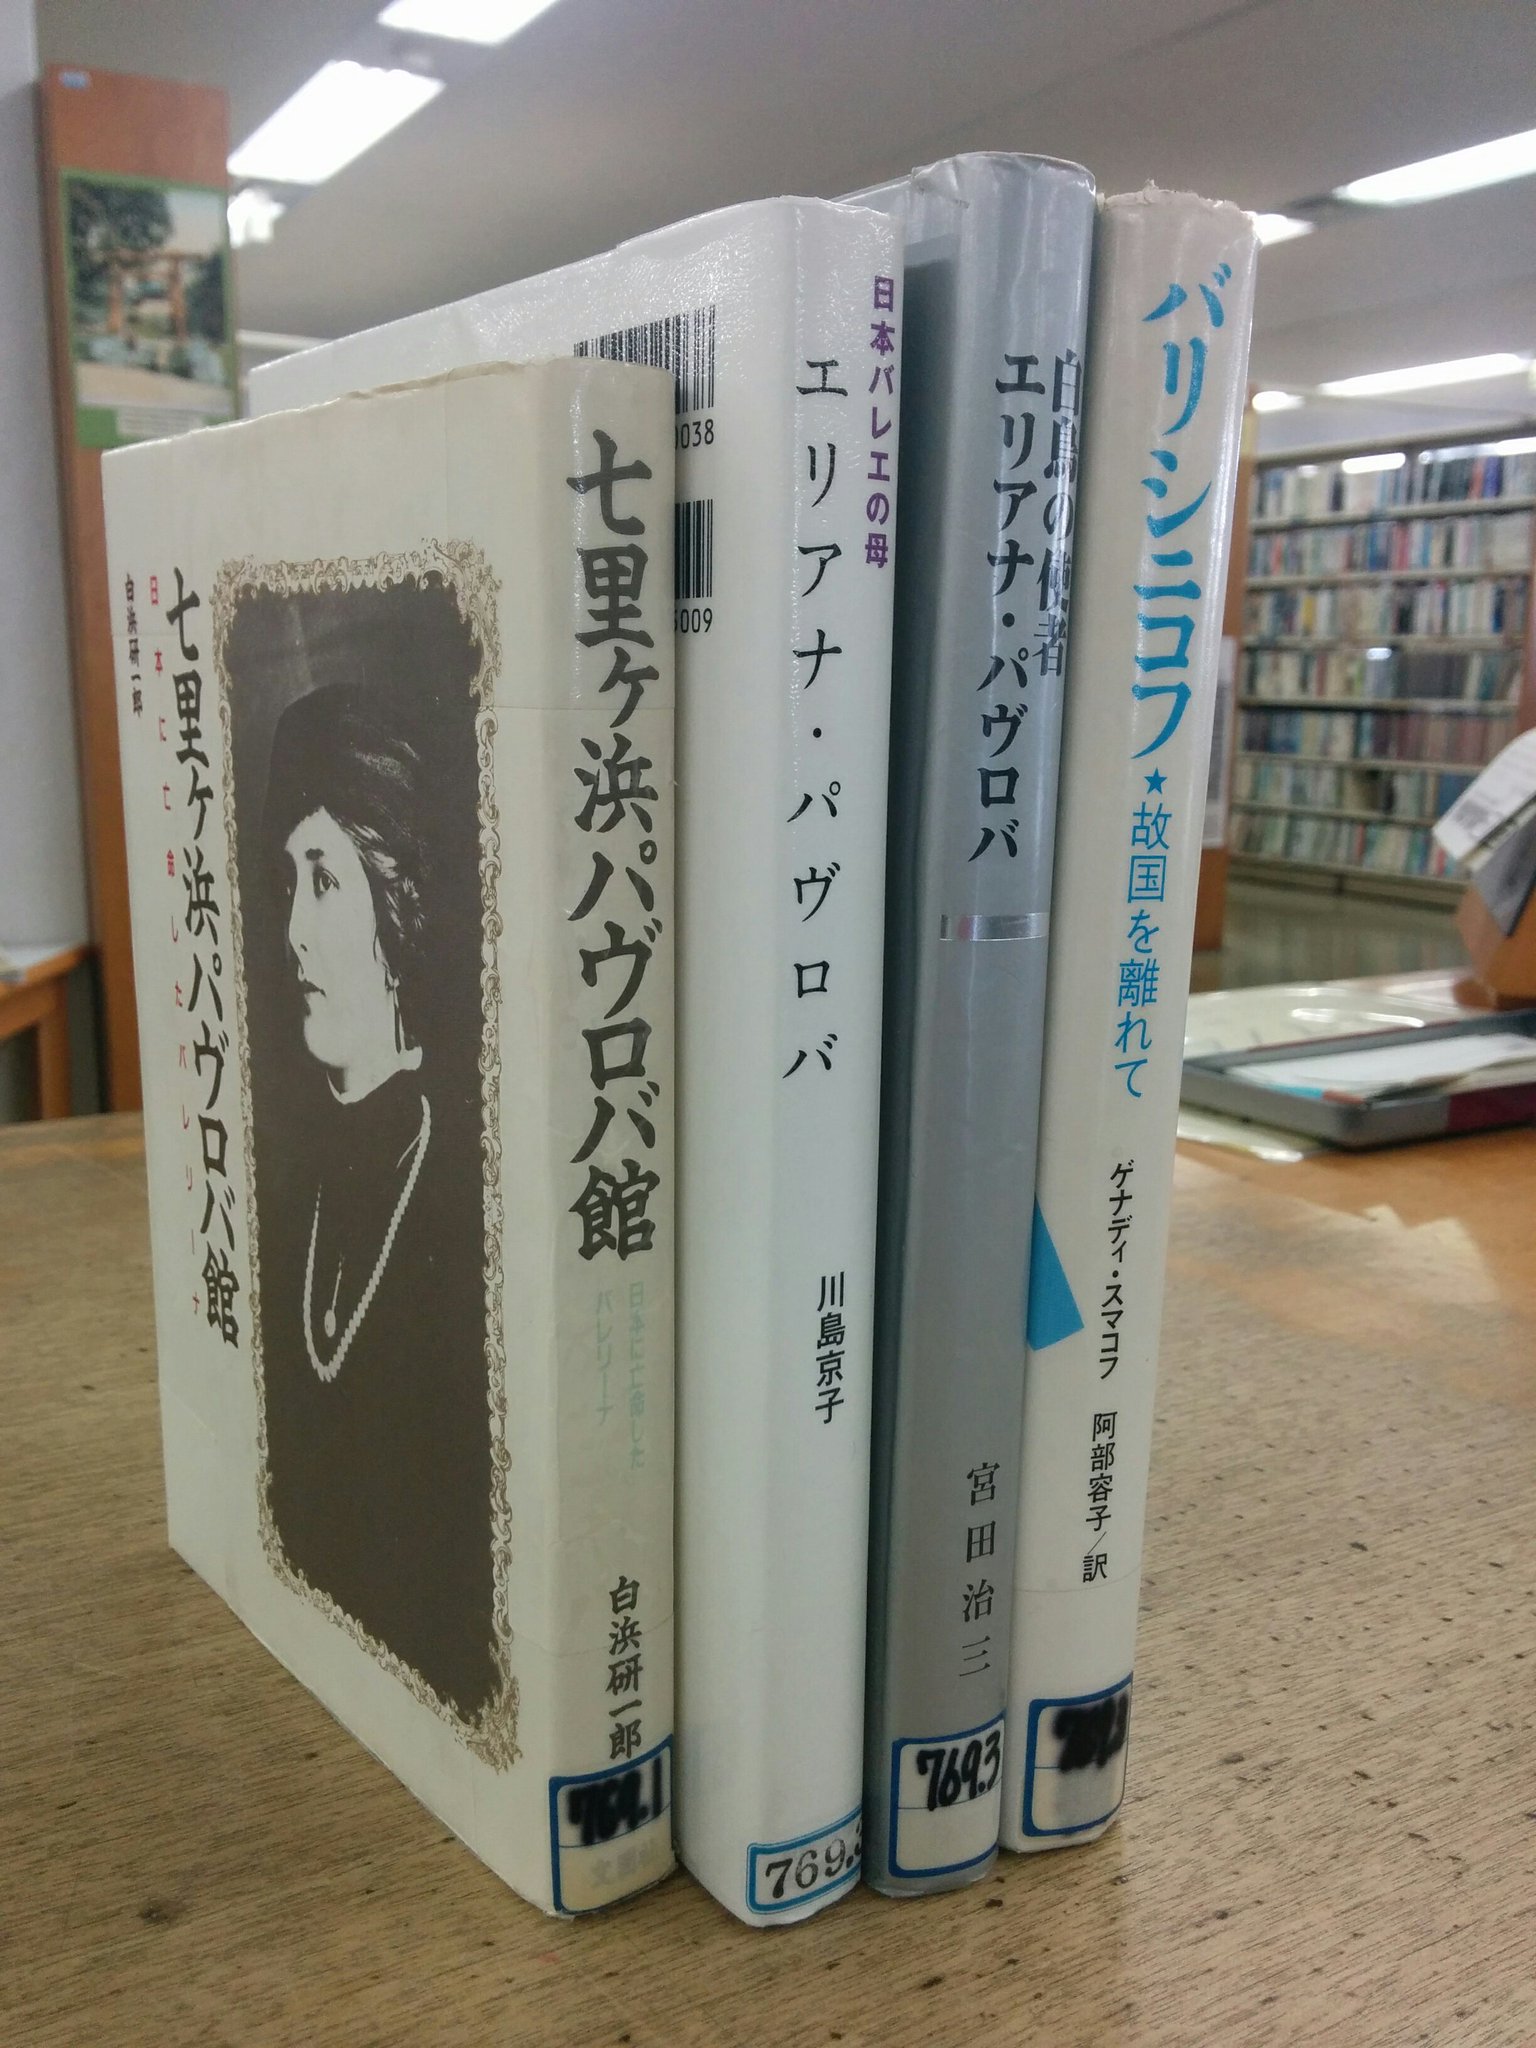 七里ヶ浜パヴロバ館
日本に亡命したバレリーナ
白浜研一郎
七里ヶ浜パヴロバ館
日本に亡命した
バレリーナ
白浜研一郎
769.1
0038
5009
日本バレエの母
エリアナ・パヴロバ
川島京子
769.3
白鳥の使者
エリアナ・パヴロバ
宮田治三
769.3
バリシニコフ★故国を離れて
ゲナディ・スマコフ
阿部容子/訳